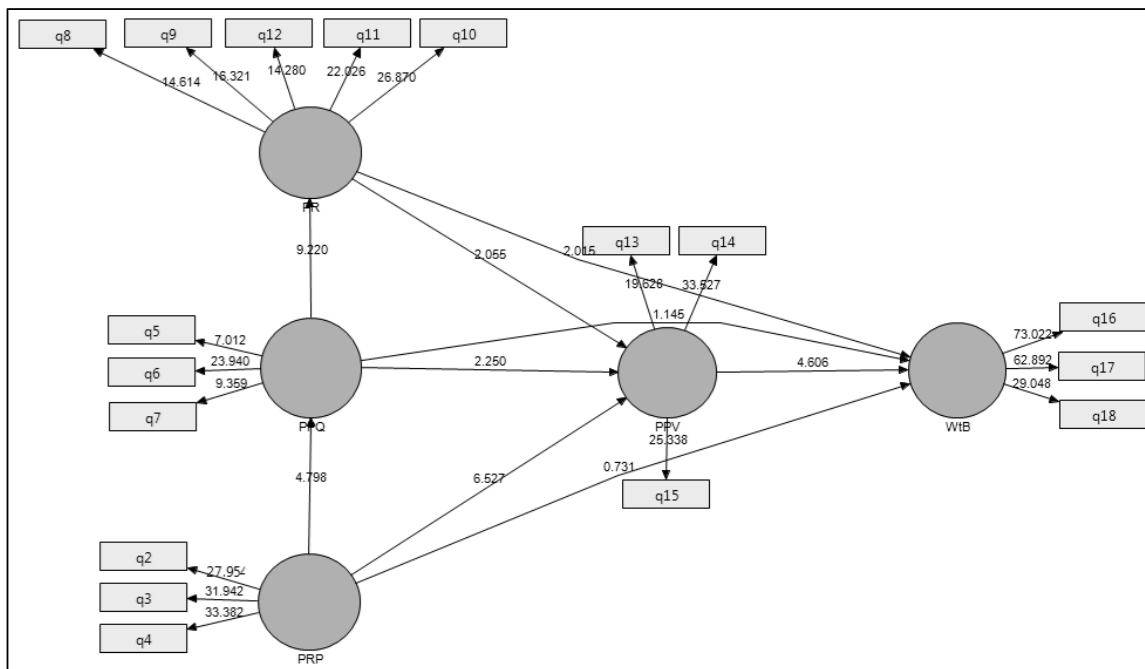 q8
q9
q12
q11
q10
14.614
16.321
14.280
22.026
26.870
PR
9.220
2.055
2.015
q13
q14
19.628
33.527
q5
q6
q7
7.012
23.940
9.359
PPQ
2.250
1.145
PPV
4.606
WtB
q16
q17
q18
73.022
62.892
29.048
25.338
q15
4.798
6.527
0.731
q2
q3
q4
27.954
31.942
33.382
PRP